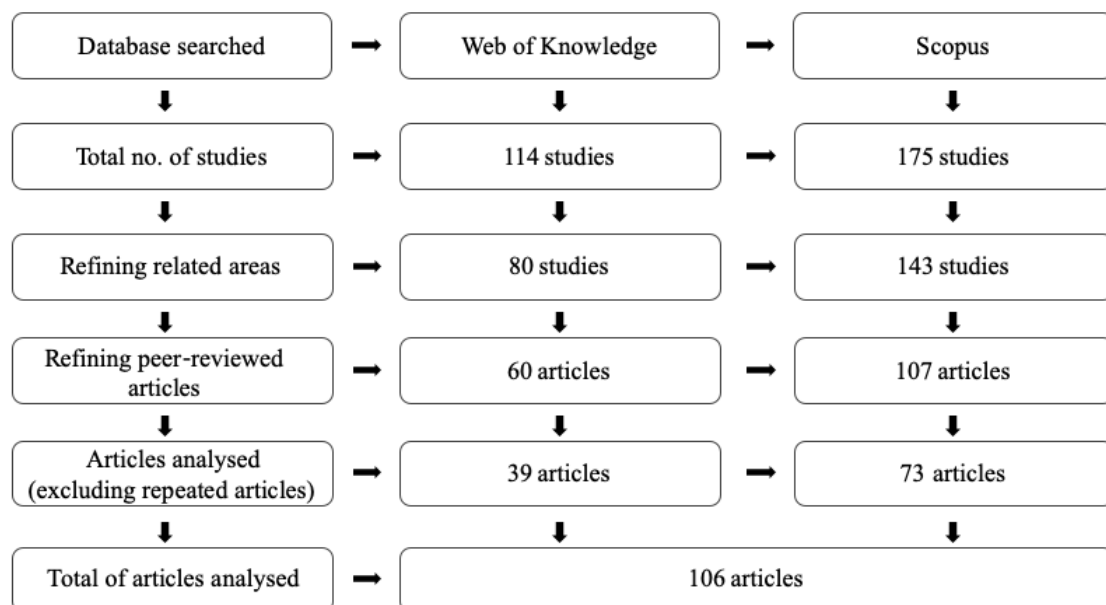 Database searched
Web of Knowledge
Scopus
Total no. of studies
114 studies
175 studies
Refining related areas
80 studies
143 studies
Refining peer-reviewed
articles
60 articles
107 articles
Articles analysed
(excluding repeated articles)
39 articles
73 articles
Total of articles analysed
106 articles